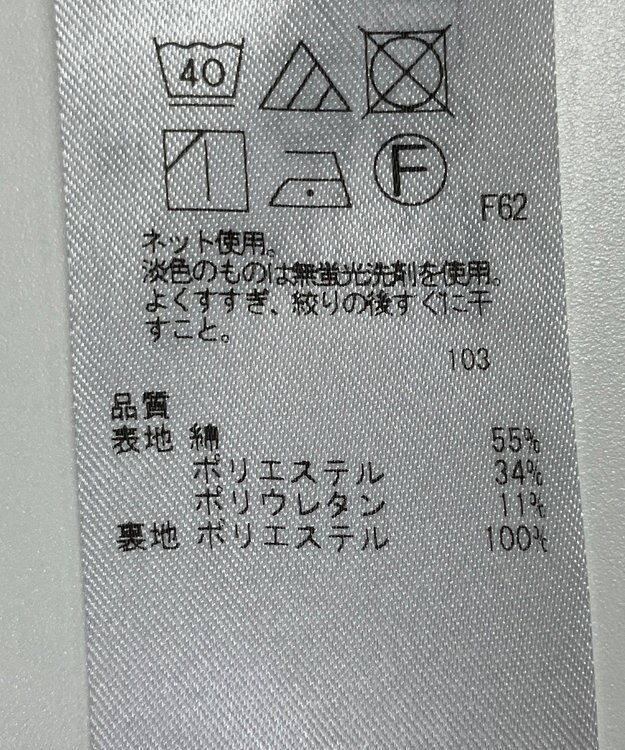 40
F
F62
ネット使用。
淡色のものは無蛍光洗剤を使用。
よくすすぎ、絞りの後すぐに干
すこと。
103
品質
表地 綿 55%
ポリエステル 34%
ポリウレタン 11%
裏地 ポリエステル 100%